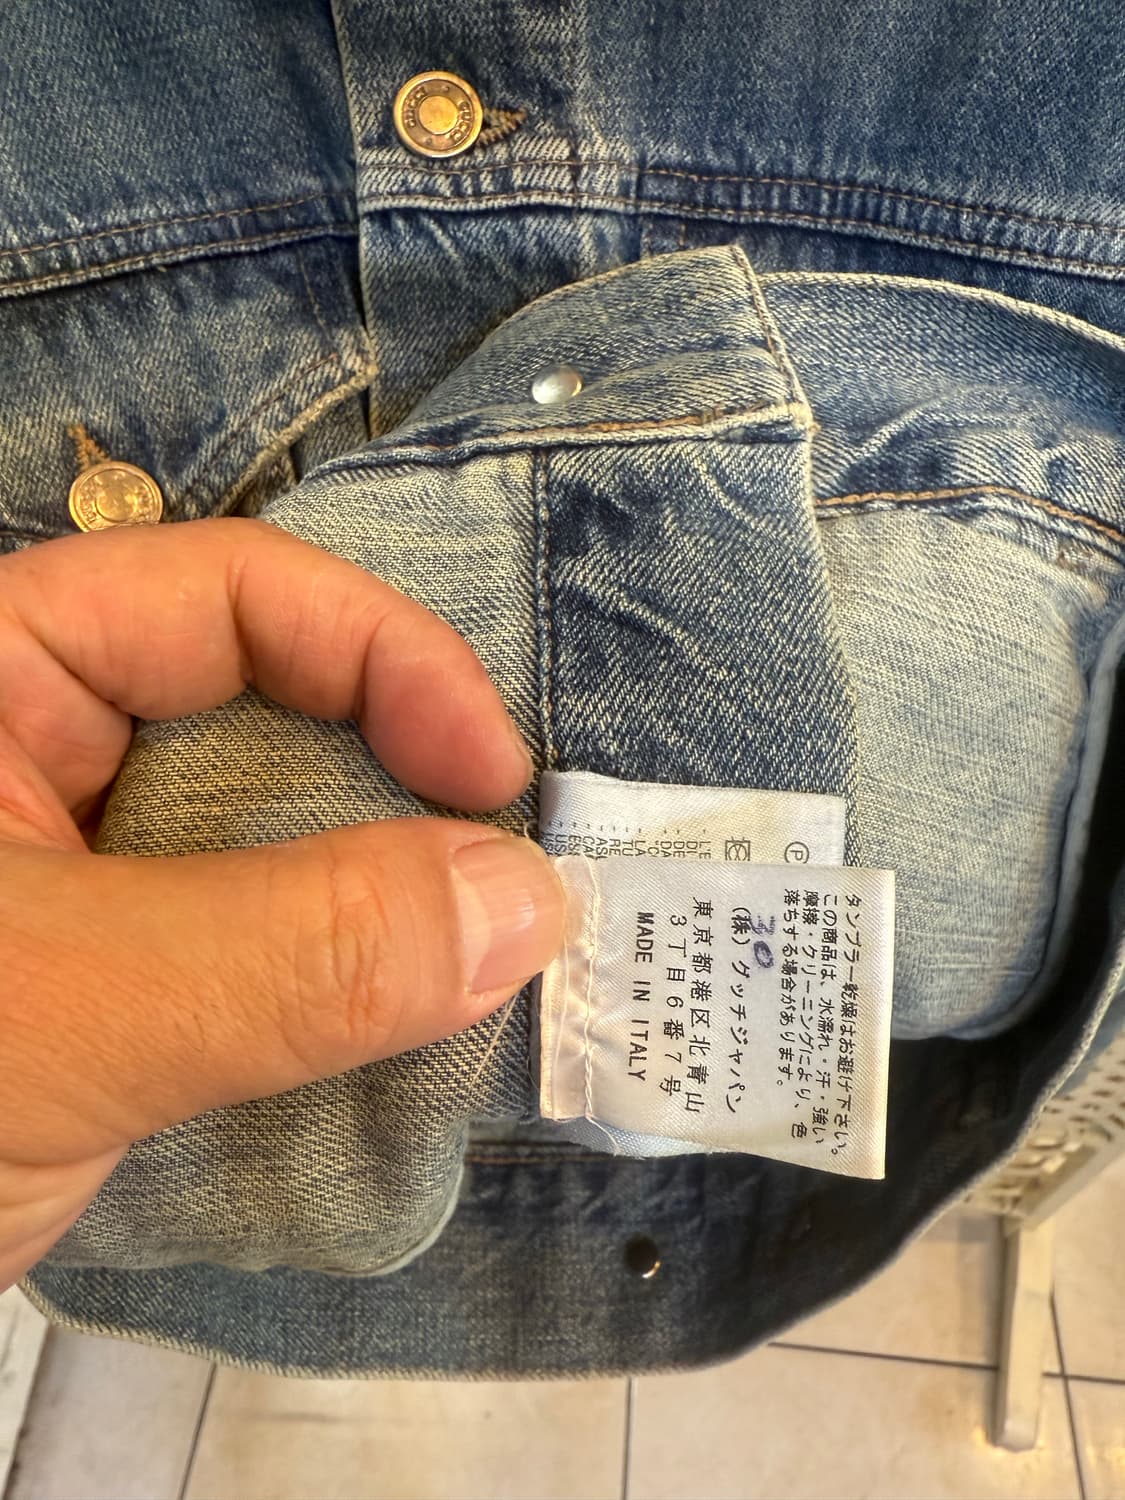 GUCCI GUCCI
タンブラー乾燥はお避け下さい。
この商品は、水濡れ・汗・強い
摩擦・クリーニングにより、色
落ちする場合があります。
30
(株) グッチジャパン
東京都港区北青山
3丁目6番7号
MADE IN ITALY
P